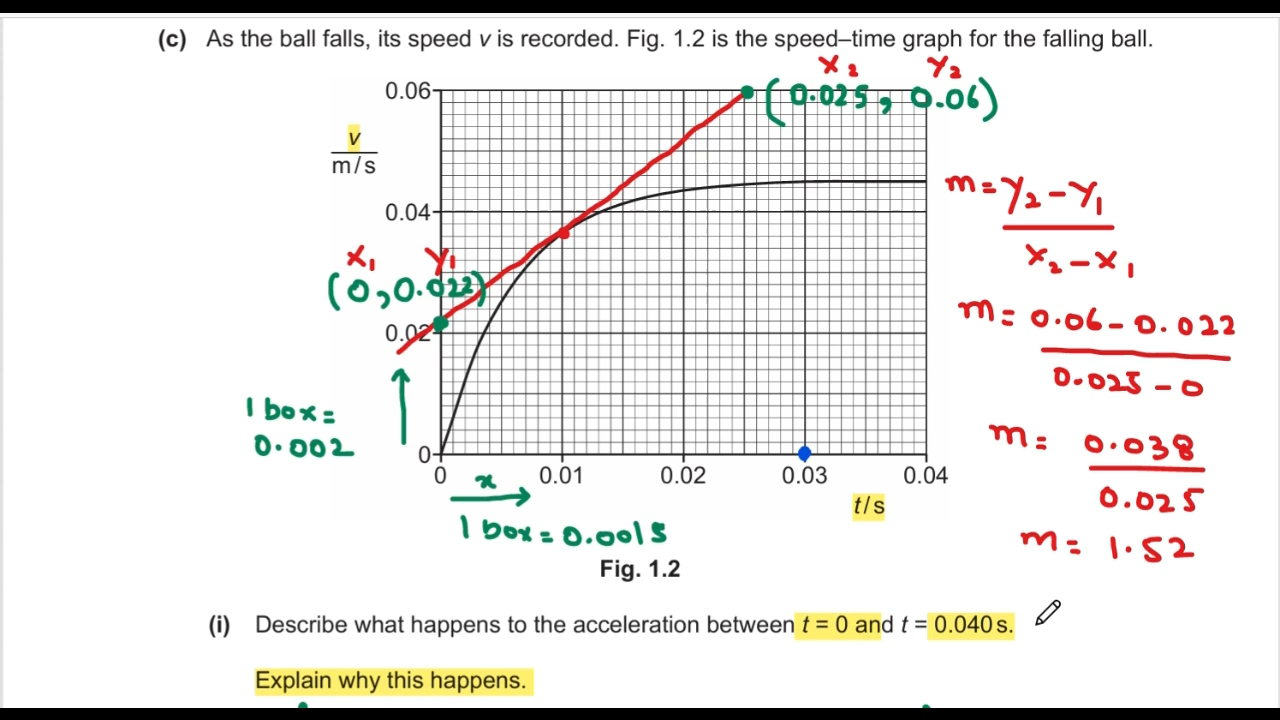 (c) As the ball falls, its speed v is recorded. Fig. 1.2 is the speed–time graph for the falling ball.
x₂ y₂
0.06 (0.025, 0.06)
v
m/s
m = y₂ − y₁
x₂ − x₁
0.04
x₁ y₁
(0, 0.022)
m = 0.06 − 0.022
0.025 − 0
0.02
1 box =
0.002
m = 0.038
0.025
0
0 0.01 0.02 0.03 0.04
x
t/s
1 box = 0.0015
m = 1.52
Fig. 1.2
(i) Describe what happens to the acceleration between t = 0 and t = 0.040 s.
Explain why this happens.